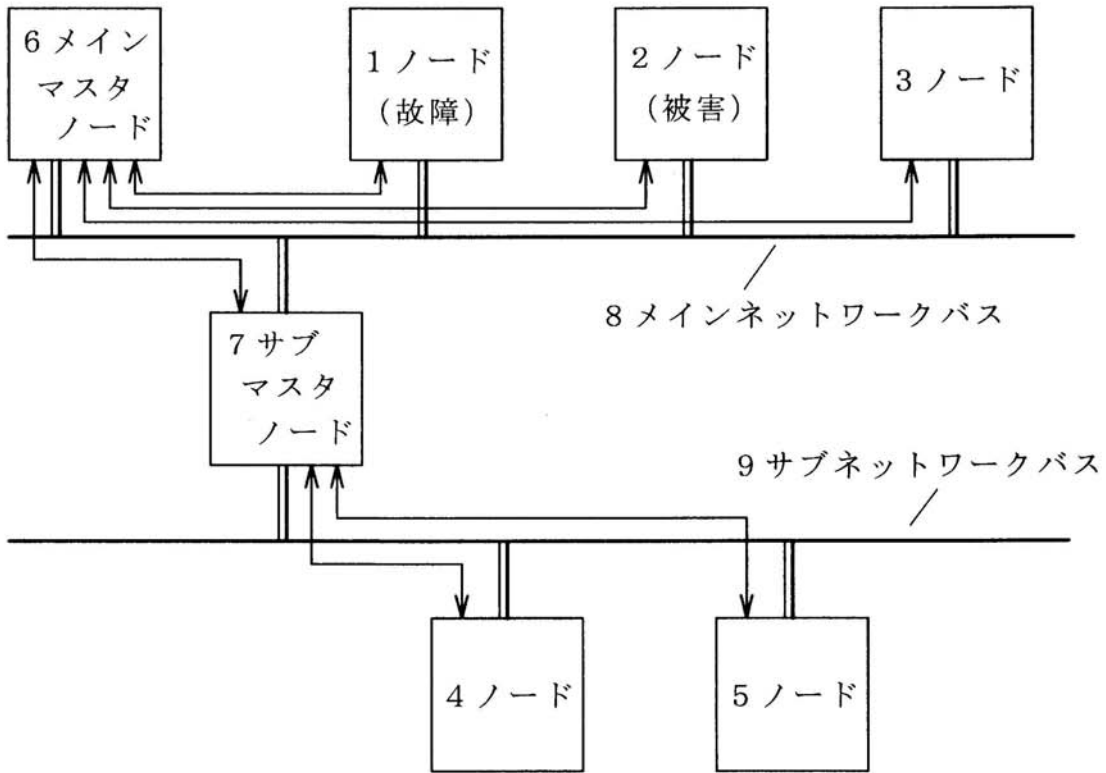 6メイン
マスタ
ノード
1ノード
(故障)
2ノード
(被害)
3ノード
8メインネットワークバス
7サブ
マスタ
ノード
9サブネットワークバス
4ノード
5ノード